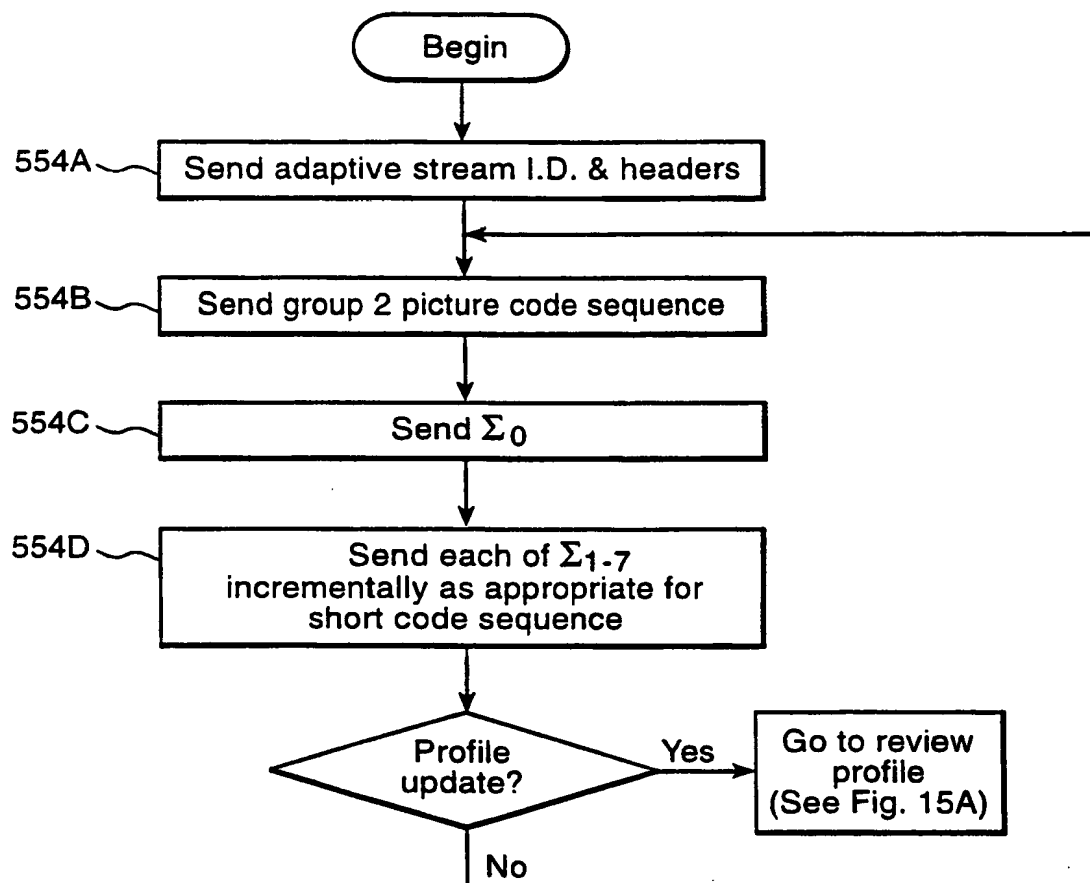 Begin
554A
Send adaptive stream I.D. & headers
554B
Send group 2 picture code sequence
554C
Send Σ0
554D
Send each of Σ1-7
incrementally as appropriate for
short code sequence
Profile
update?
Yes
Go to review
profile
(See Fig. 15A)
No